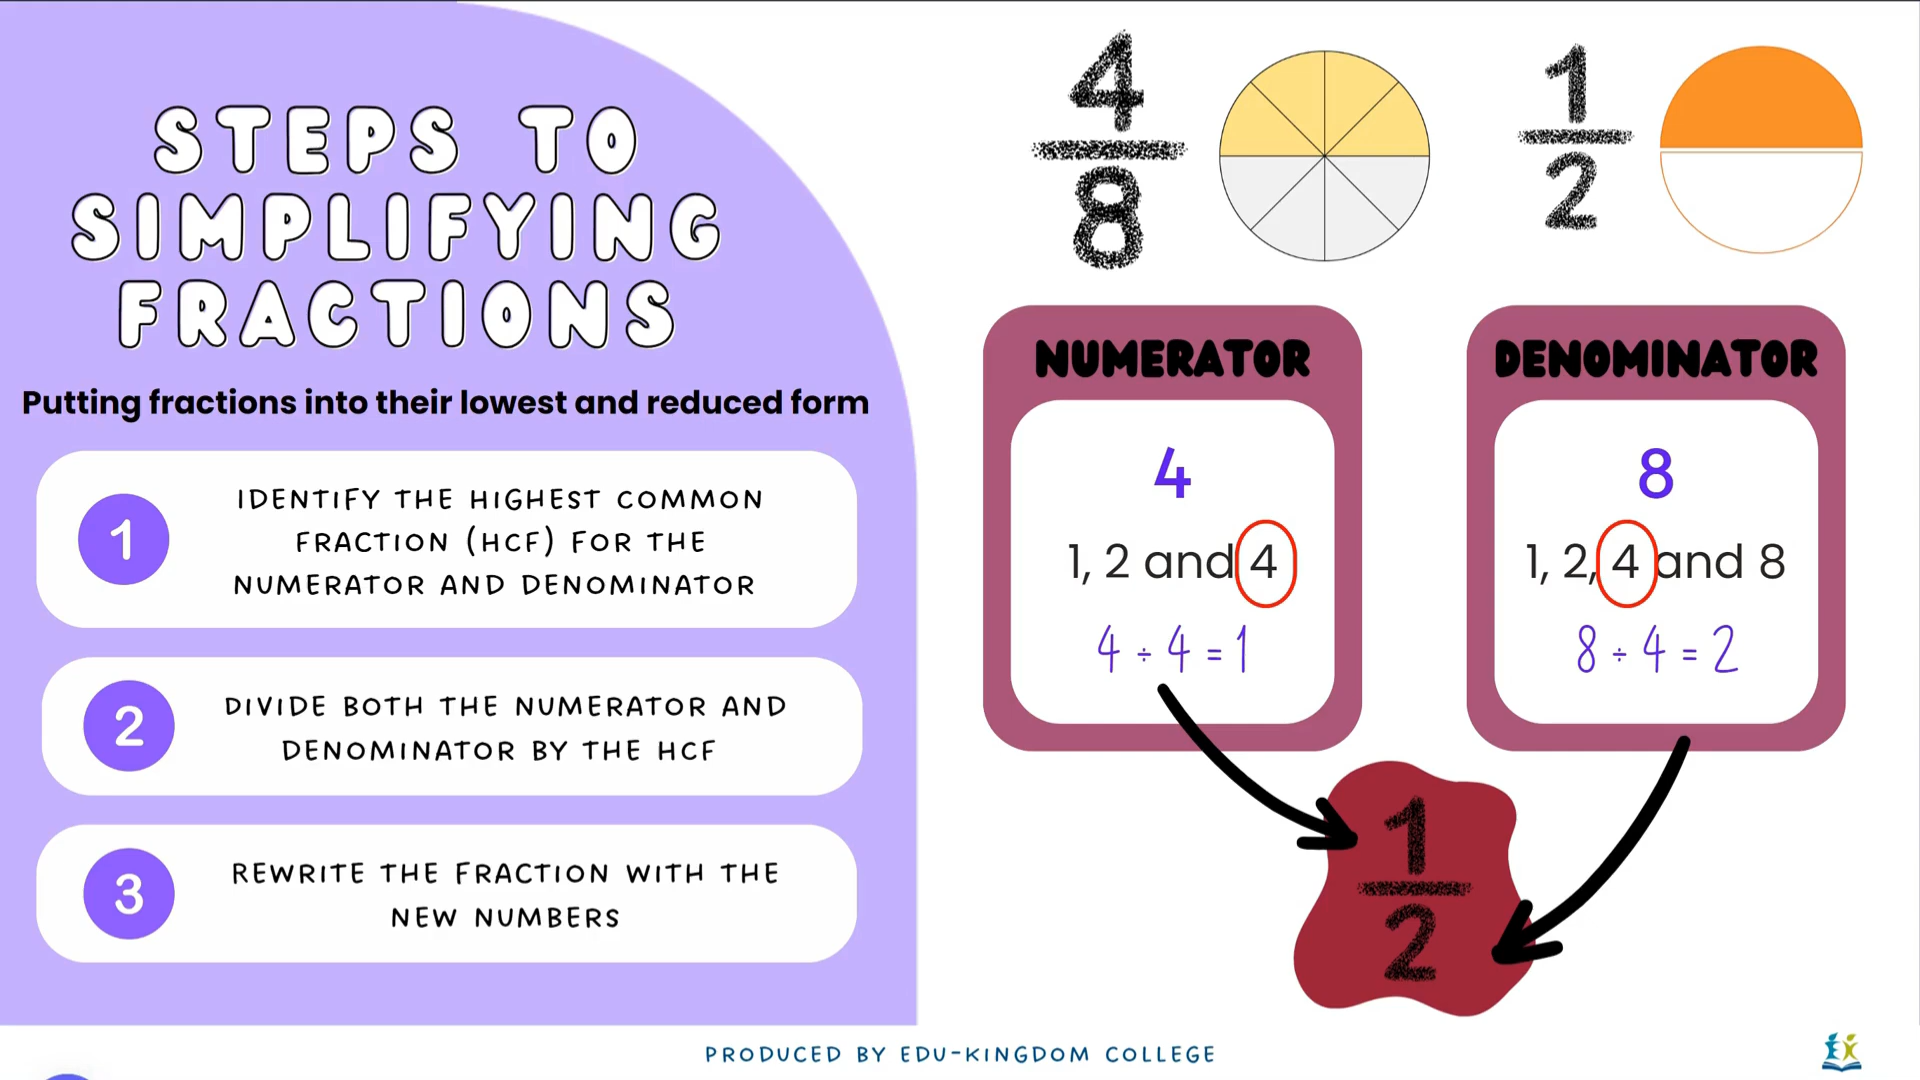 STEPS TO
SIMPLIFYING
FRACTIONS
Putting fractions into their lowest and reduced form
1
IDENTIFY THE HIGHEST COMMON
FRACTION (HCF) FOR THE
NUMERATOR AND DENOMINATOR
2
DIVIDE BOTH THE NUMERATOR AND
DENOMINATOR BY THE HCF
3
REWRITE THE FRACTION WITH THE
NEW NUMBERS
4
8
1
2
NUMERATOR
4
1, 2 and 4
4 ÷ 4 = 1
DENOMINATOR
8
1, 2, 4 and 8
8 ÷ 4 = 2
1
2
PRODUCED BY EDU-KINGDOM COLLEGE